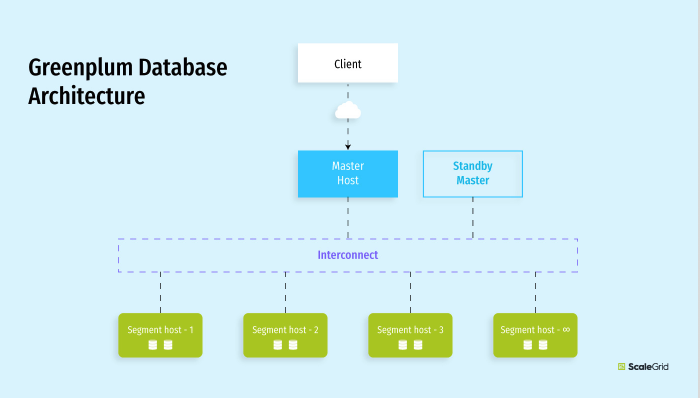 Greenplum Database
Architecture
Client
Master
Host
Standby
Master
Interconnect
Segment host - 1
Segment host - 2
Segment host - 3
Segment host - ∞
ScaleGrid